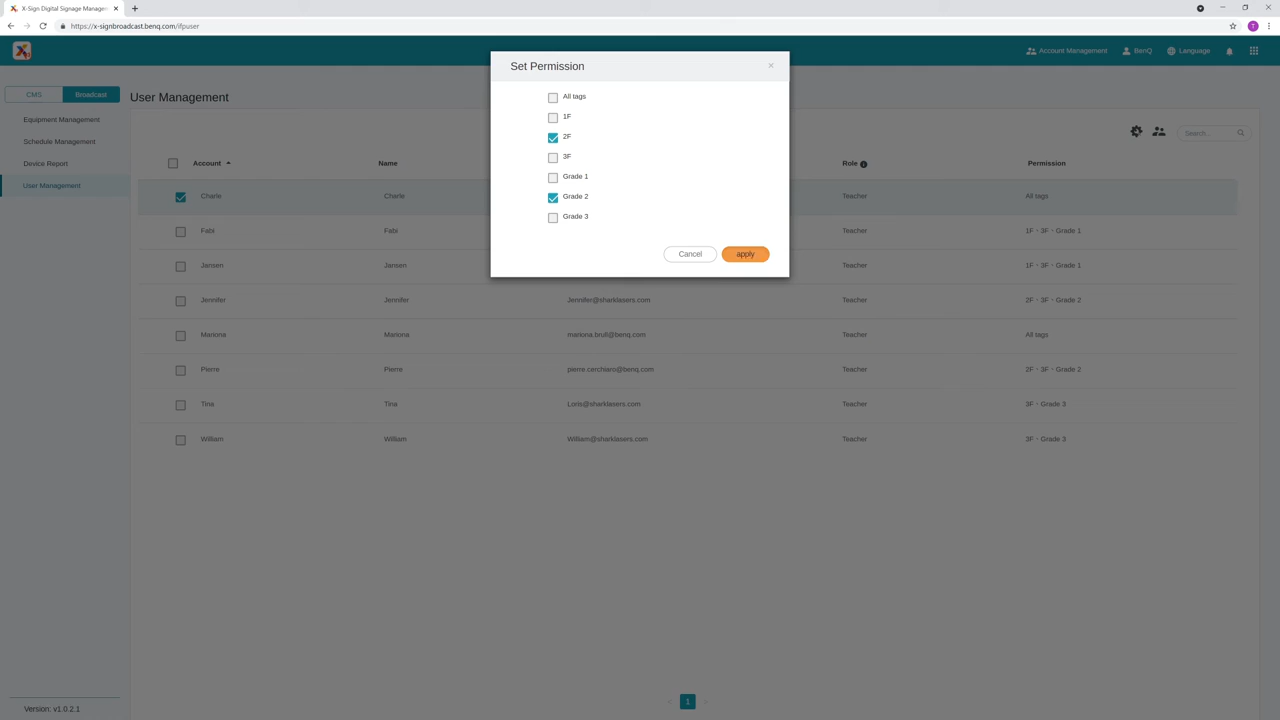 X-Sign Digital Signage Managem
https://x-signbroadcast.benq.com/ifpuser
T
Account Management
BenQ
Language
CMS
Broadcast
Equipment Management
Schedule Management
Device Report
User Management
Version: v1.0.2.1
User Management
Search...
Account
Name
Role
Permission
Charle
Charle
Teacher
All tags
Fabi
Fabi
Teacher
1F、3F、Grade 1
Jansen
Jansen
Teacher
1F、3F、Grade 1
Jennifer
Jennifer
Jennifer@sharklasers.com
Teacher
2F、3F、Grade 2
Mariona
Mariona
mariona.brull@benq.com
Teacher
All tags
Pierre
Pierre
pierre.cerchiaro@benq.com
Teacher
2F、3F、Grade 2
Tina
Tina
Loris@sharklasers.com
Teacher
3F、Grade 3
William
William
William@sharklasers.com
Teacher
3F、Grade 3
< 1 >
Set Permission
×
All tags
1F
2F
3F
Grade 1
Grade 2
Grade 3
Cancel
apply